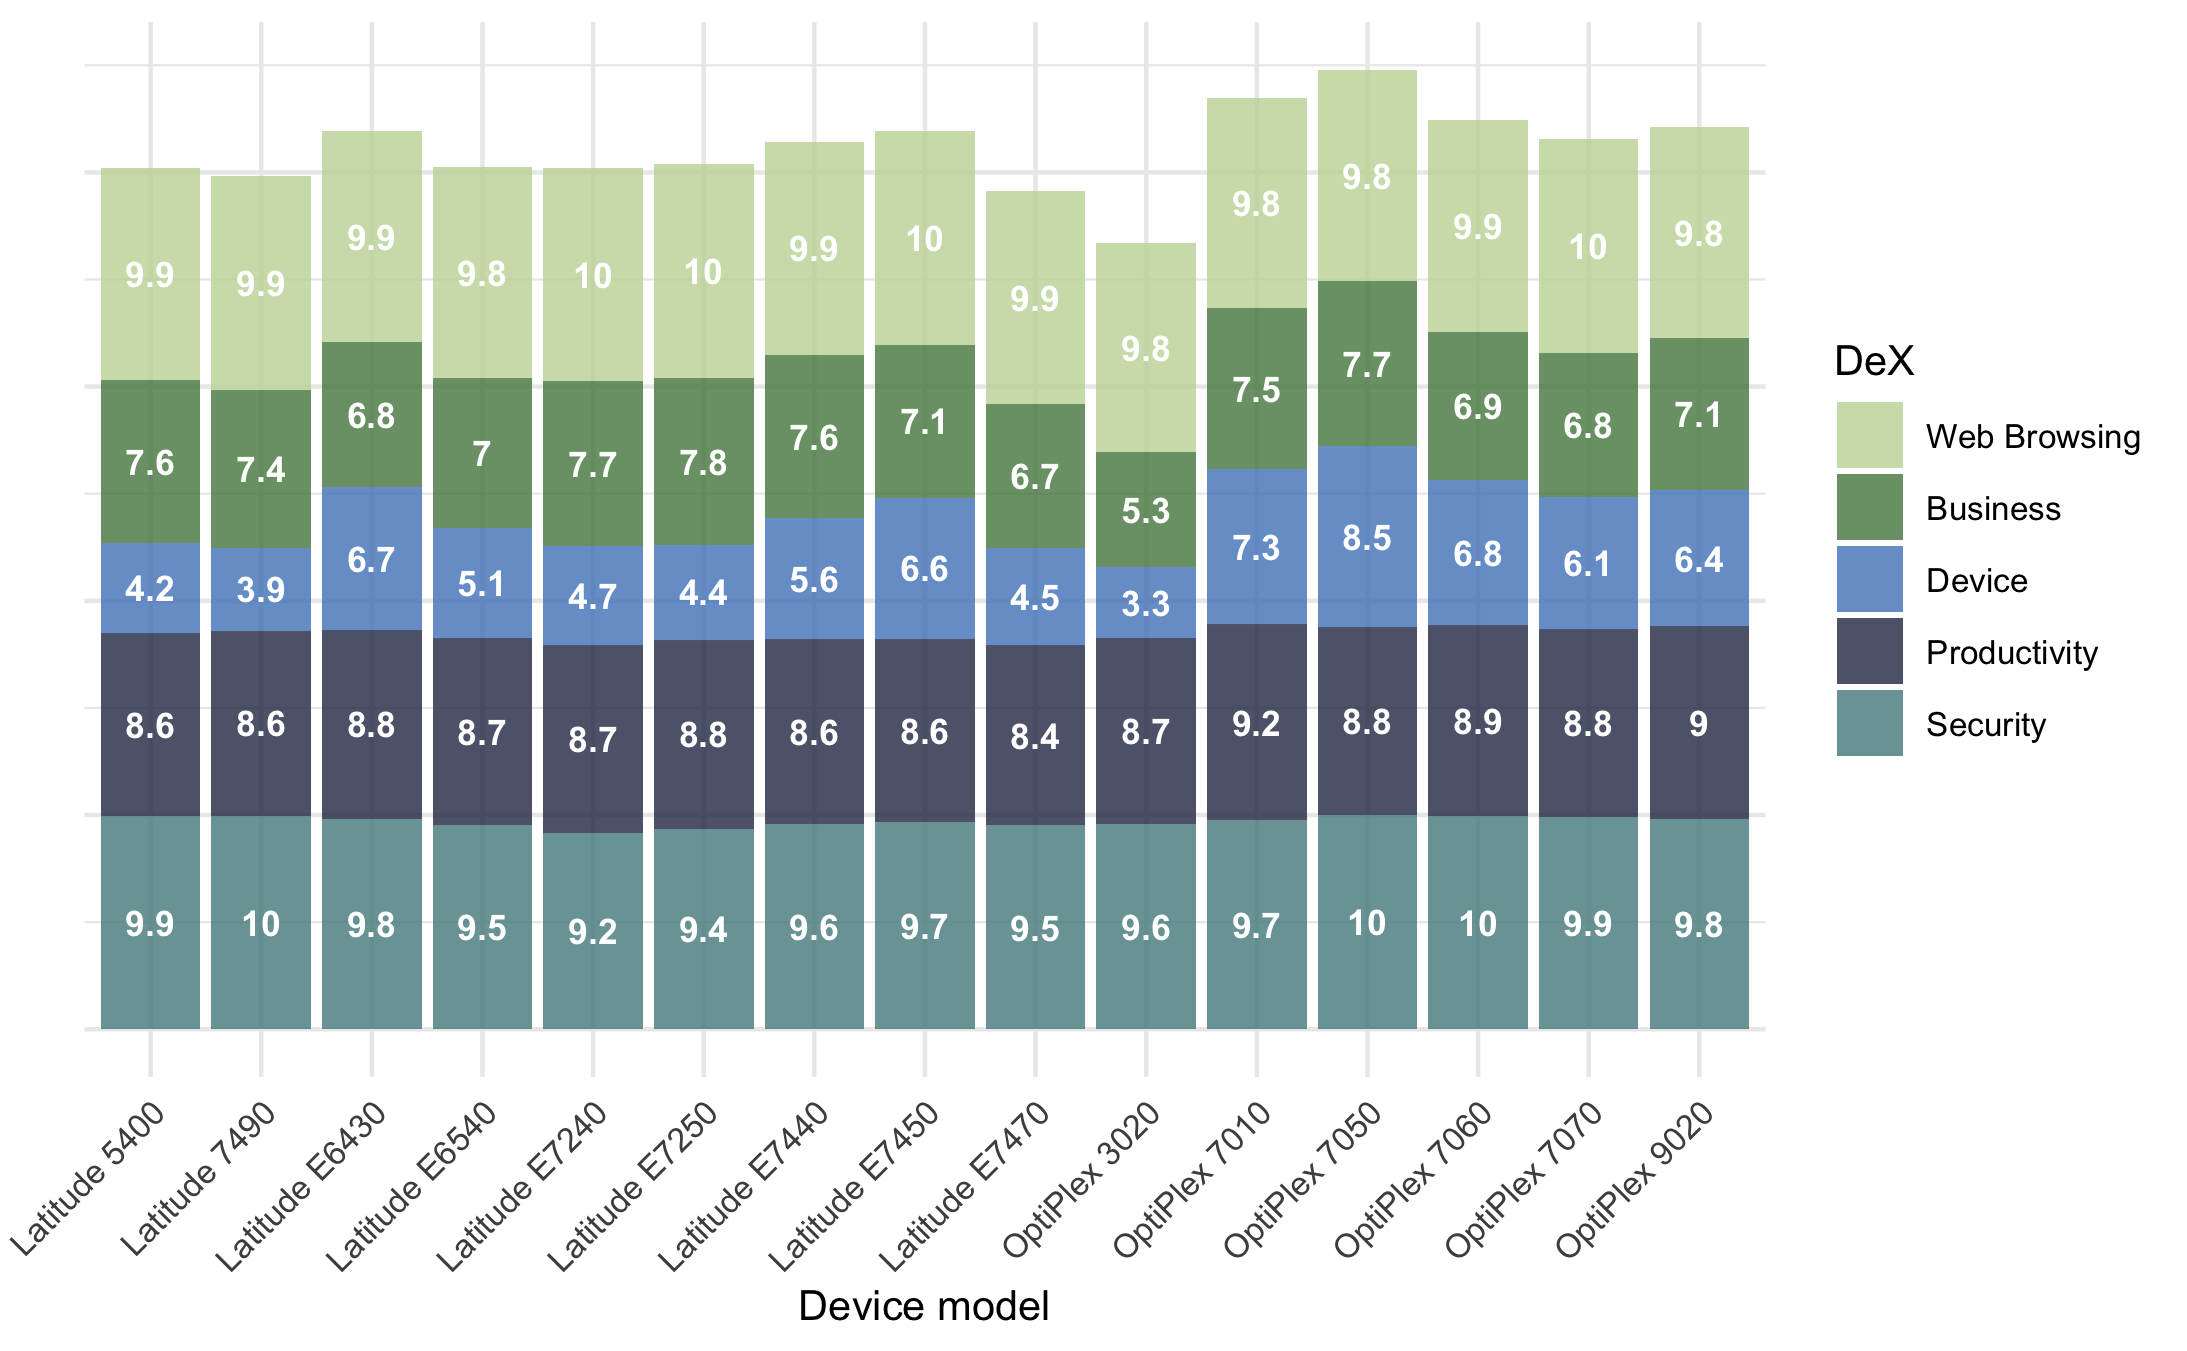 9.9 9.9 9.9 9.8 10 10 9.9 10 9.9 9.8 9.8 9.8 9.9 10 9.8
7.6 7.4 6.8 7 7.7 7.8 7.6 7.1 6.7 5.3 7.5 7.7 6.9 6.8 7.1
4.2 3.9 6.7 5.1 4.7 4.4 5.6 6.6 4.5 3.3 7.3 8.5 6.8 6.1 6.4
8.6 8.6 8.8 8.7 8.7 8.8 8.6 8.6 8.4 8.7 9.2 8.8 8.9 8.8 9
9.9 10 9.8 9.5 9.2 9.4 9.6 9.7 9.5 9.6 9.7 10 10 9.9 9.8
Latitude 5400
Latitude 7490
Latitude E6430
Latitude E6540
Latitude E7240
Latitude E7250
Latitude E7440
Latitude E7450
Latitude E7470
OptiPlex 3020
OptiPlex 7010
OptiPlex 7050
OptiPlex 7060
OptiPlex 7070
OptiPlex 9020
Device model
DeX
Web Browsing
Business
Device
Productivity
Security